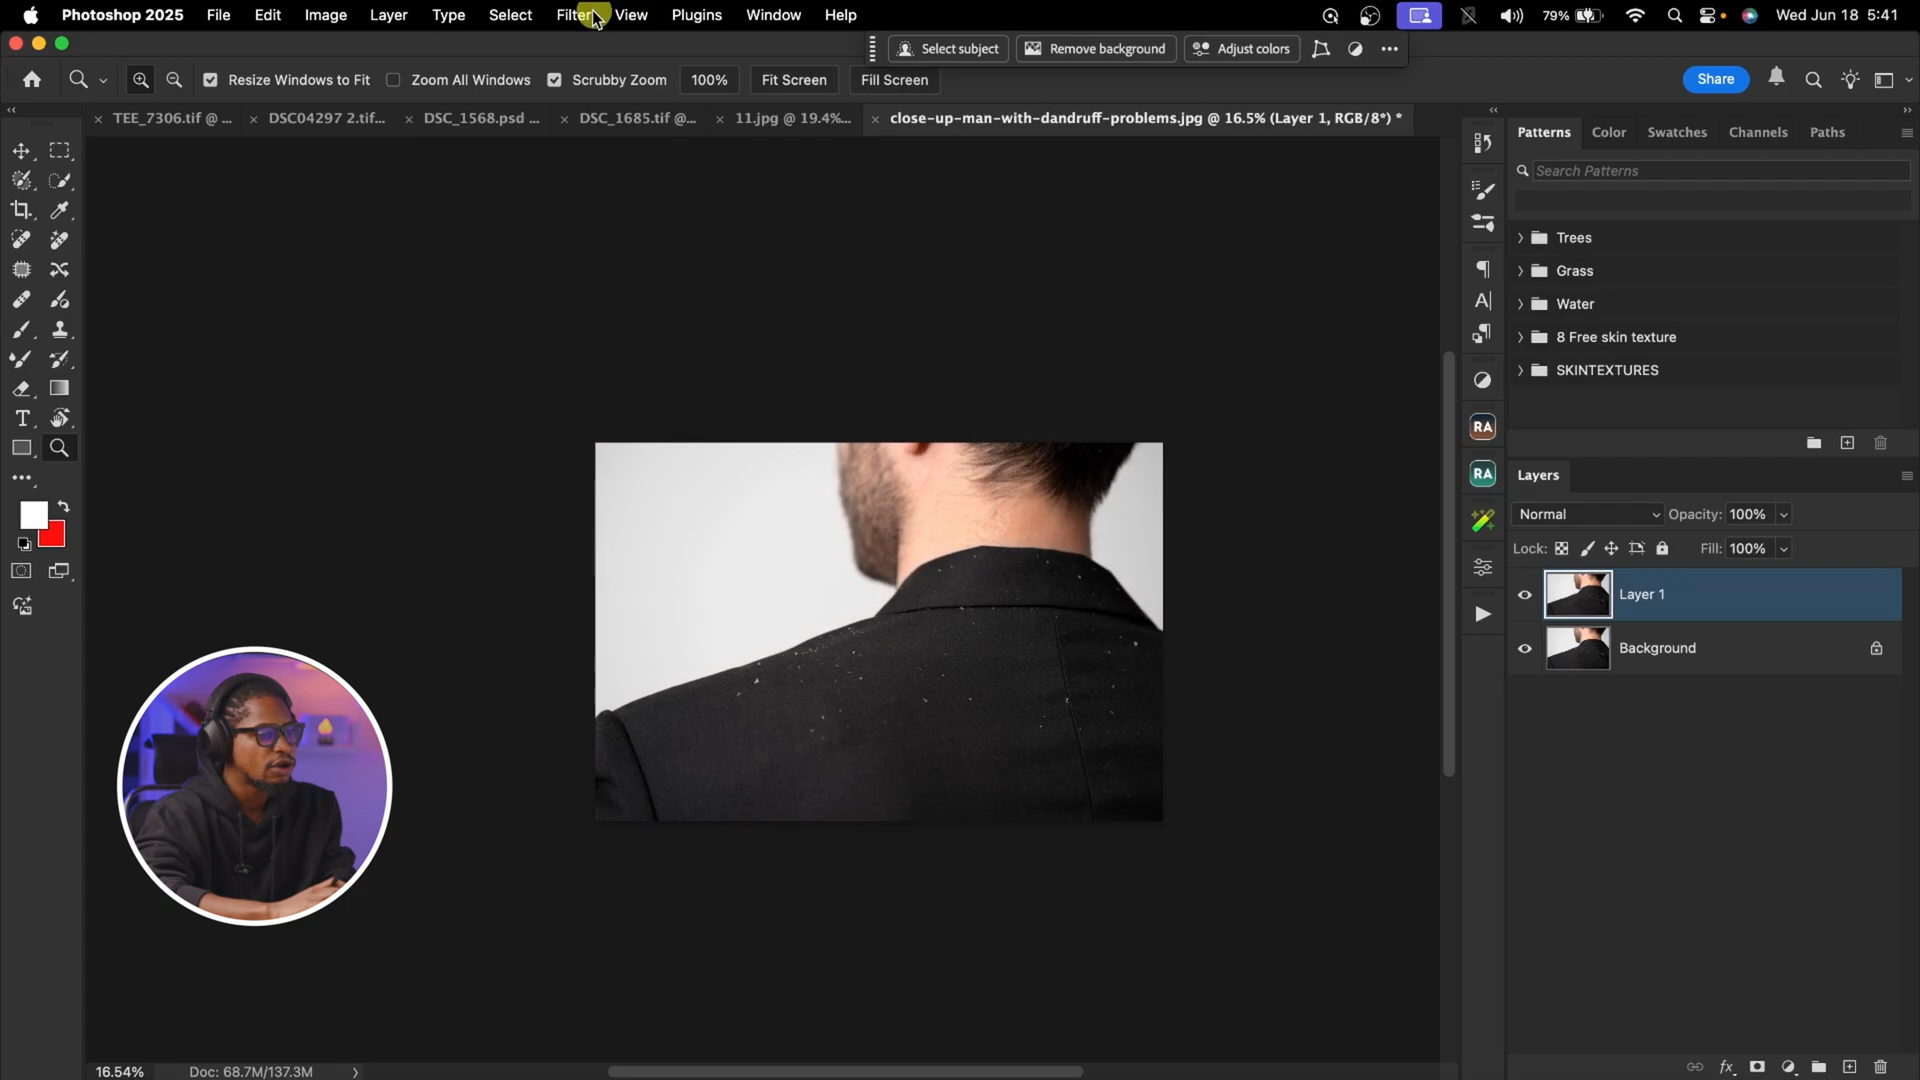 Photoshop 2025 File Edit Image Layer Type Select Filter View Plugins Window Help 79% Wed Jun 18 5:41
Select subject Remove background Adjust colors
Resize Windows to Fit Zoom All Windows Scrubby Zoom 100% Fit Screen Fill Screen Share
TEE_7306.tif @ ... DSC04297 2.tif... DSC_1568.psd ... DSC_1685.tif @... 11.jpg @ 19.4%... close-up-man-with-dandruff-problems.jpg @ 16.5% (Layer 1, RGB/8*) *
Patterns Color Swatches Channels Paths
Search Patterns
Trees
Grass
Water
8 Free skin texture
SKINTEXTURES
RA
RA
Layers
Normal Opacity: 100%
Lock: Fill: 100%
Layer 1
Background
16.54% Doc: 68.7M/137.3M